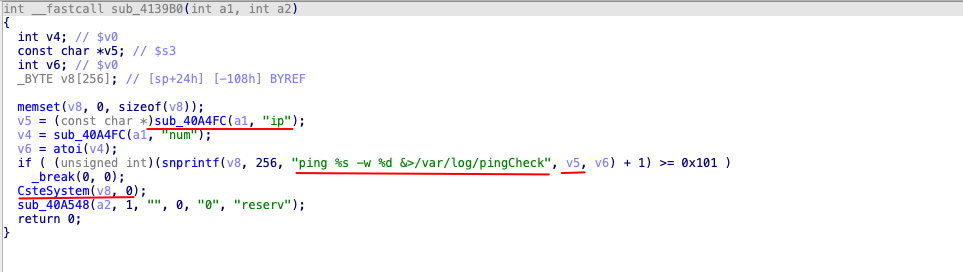 int __fastcall sub_4139B0(int a1, int a2)
{
int v4; // $v0
const char *v5; // $s3
int v6; // $v0
_BYTE v8[256]; // [sp+24h] [-108h] BYREF
memset(v8, 0, sizeof(v8));
v5 = (const char *)sub_40A4FC(a1, "ip");
v4 = sub_40A4FC(a1, "num");
v6 = atoi(v4);
if ( (unsigned int)(snprintf(v8, 256, "ping %s -w %d &>/var/log/pingCheck", v5, v6) + 1) >= 0x101 )
_break(0, 0);
CsteSystem(v8, 0);
sub_40A548(a2, 1, "", 0, "0", "reserv");
return 0;
}